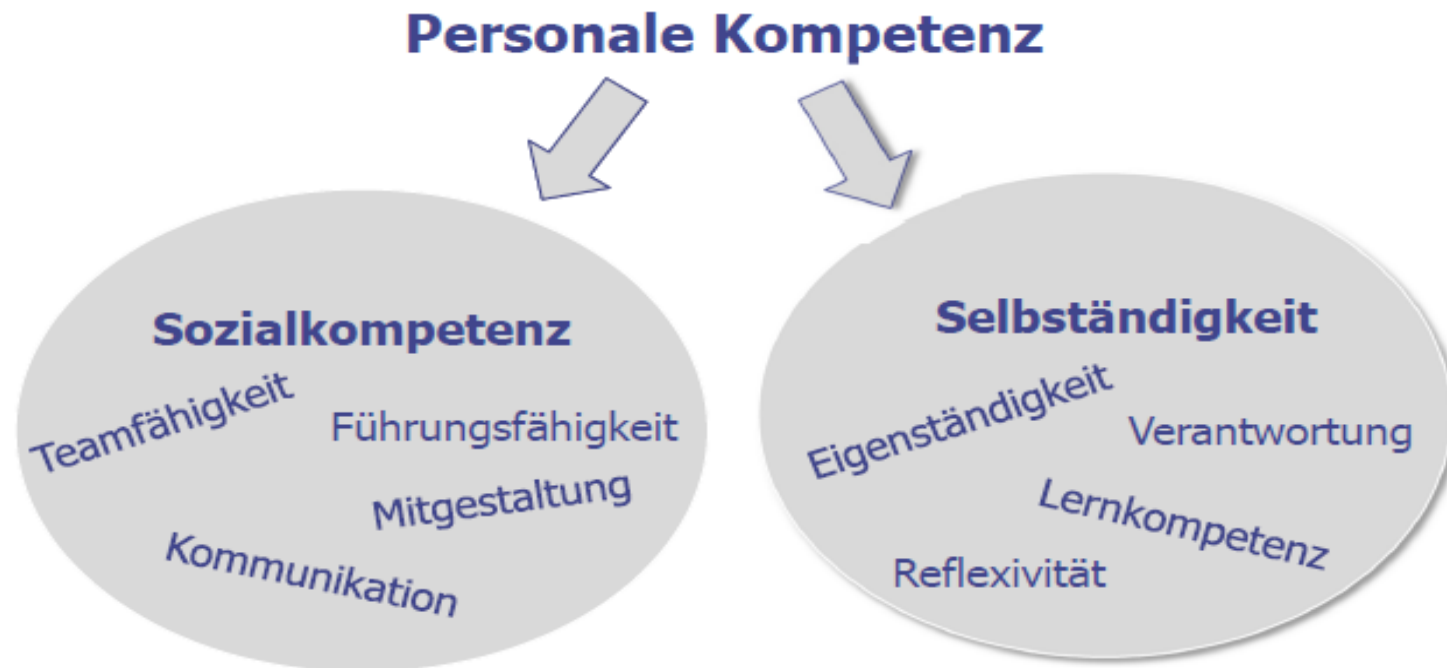 Personale Kompetenz
Sozialkompetenz
Teamfähigkeit
Führungsfähigkeit
Mitgestaltung
Kommunikation
Selbständigkeit
Eigenständigkeit
Verantwortung
Lernkompetenz
Reflexivität